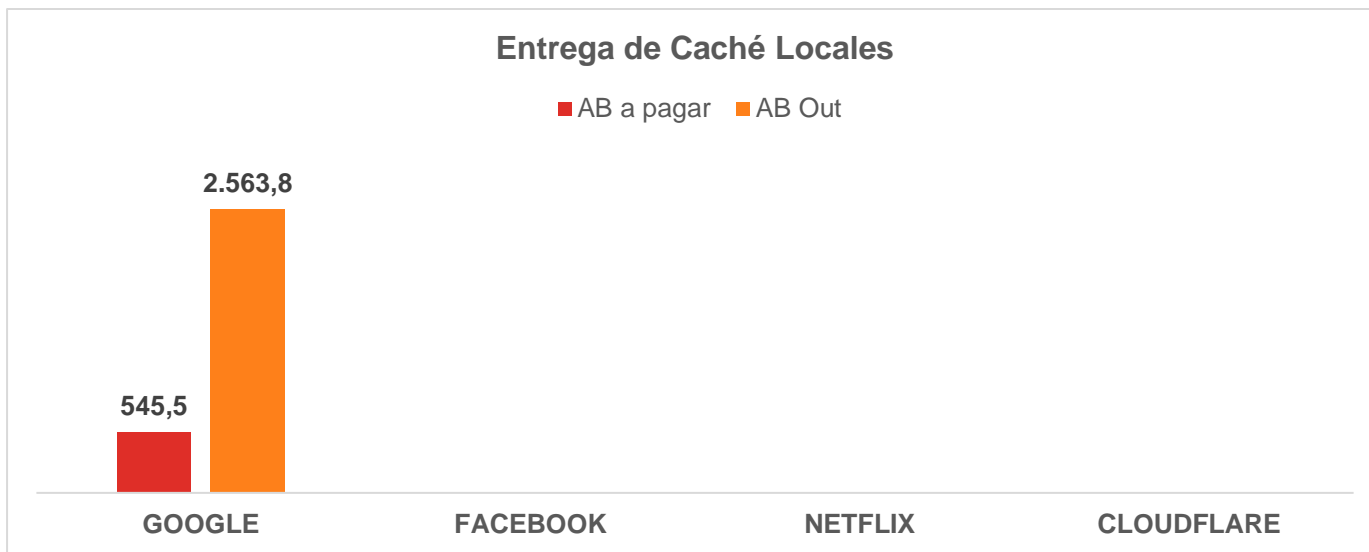 Entrega de Caché Locales
AB a pagar AB Out
2.563,8
545,5
GOOGLE FACEBOOK NETFLIX CLOUDFLARE